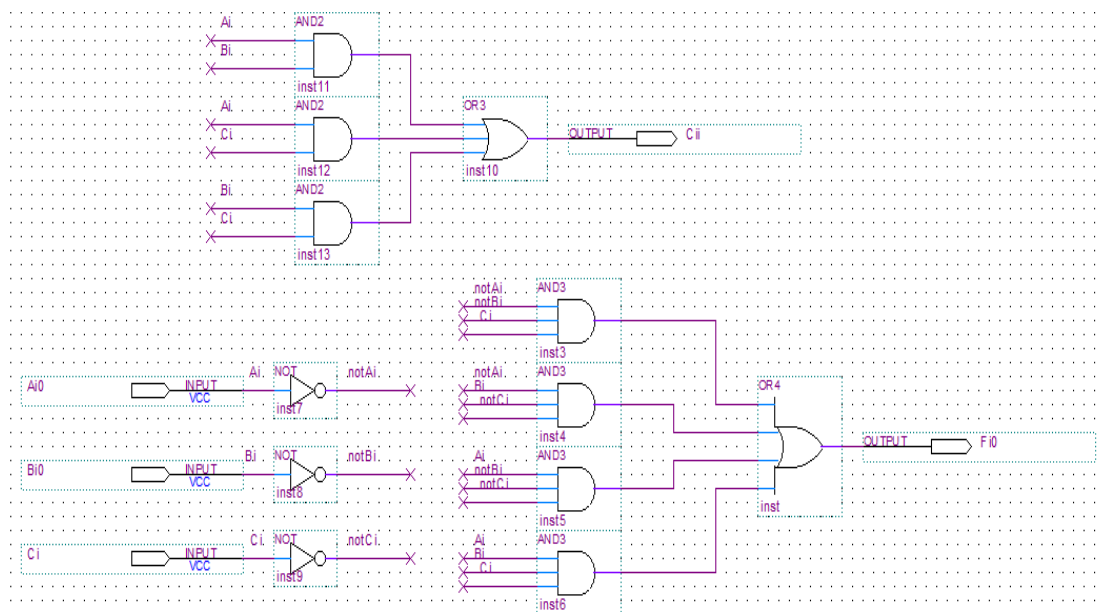 Ai.
AND2
Bi.
inst11
Ai.
AND2
Ci.
inst12
OR3
inst10
OUTPUT
Cii
Bi.
AND2
Ci.
inst13
notAi.
AND3
notBi.
Ci.
inst3
Ai0
INPUT
VCC
Ai.
NOT
notAi.
inst7
notAi.
AND3
Bi.
notCi.
inst4
OR4
inst
OUTPUT
Fi0
Bi0
INPUT
VCC
Bi.
NOT
notBi.
inst8
Ai.
AND3
notBi.
notCi.
inst5
Ci
INPUT
VCC
Ci.
NOT
notCi.
inst9
Ai.
AND3
Bi.
Ci.
inst6